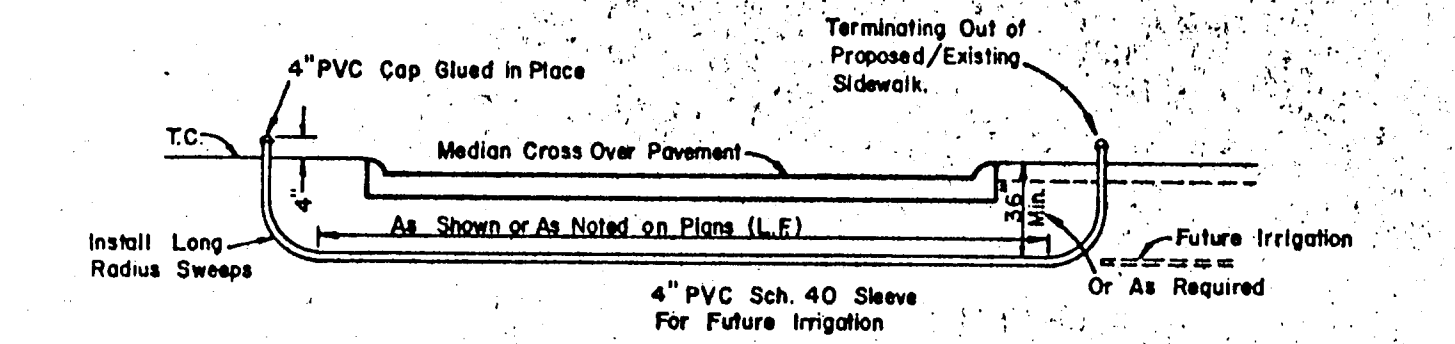 Terminating Out of
Proposed/Existing
Sidewalk.
4" PVC Cap Glued in Place
T.C.
Median Cross Over Pavement
4"
36"
Min.
As Shown or As Noted on Plans (L.F.)
Install Long
Radius Sweeps
Future Irrigation
Or As Required
4" PVC Sch. 40 Sleeve
For Future Irrigation